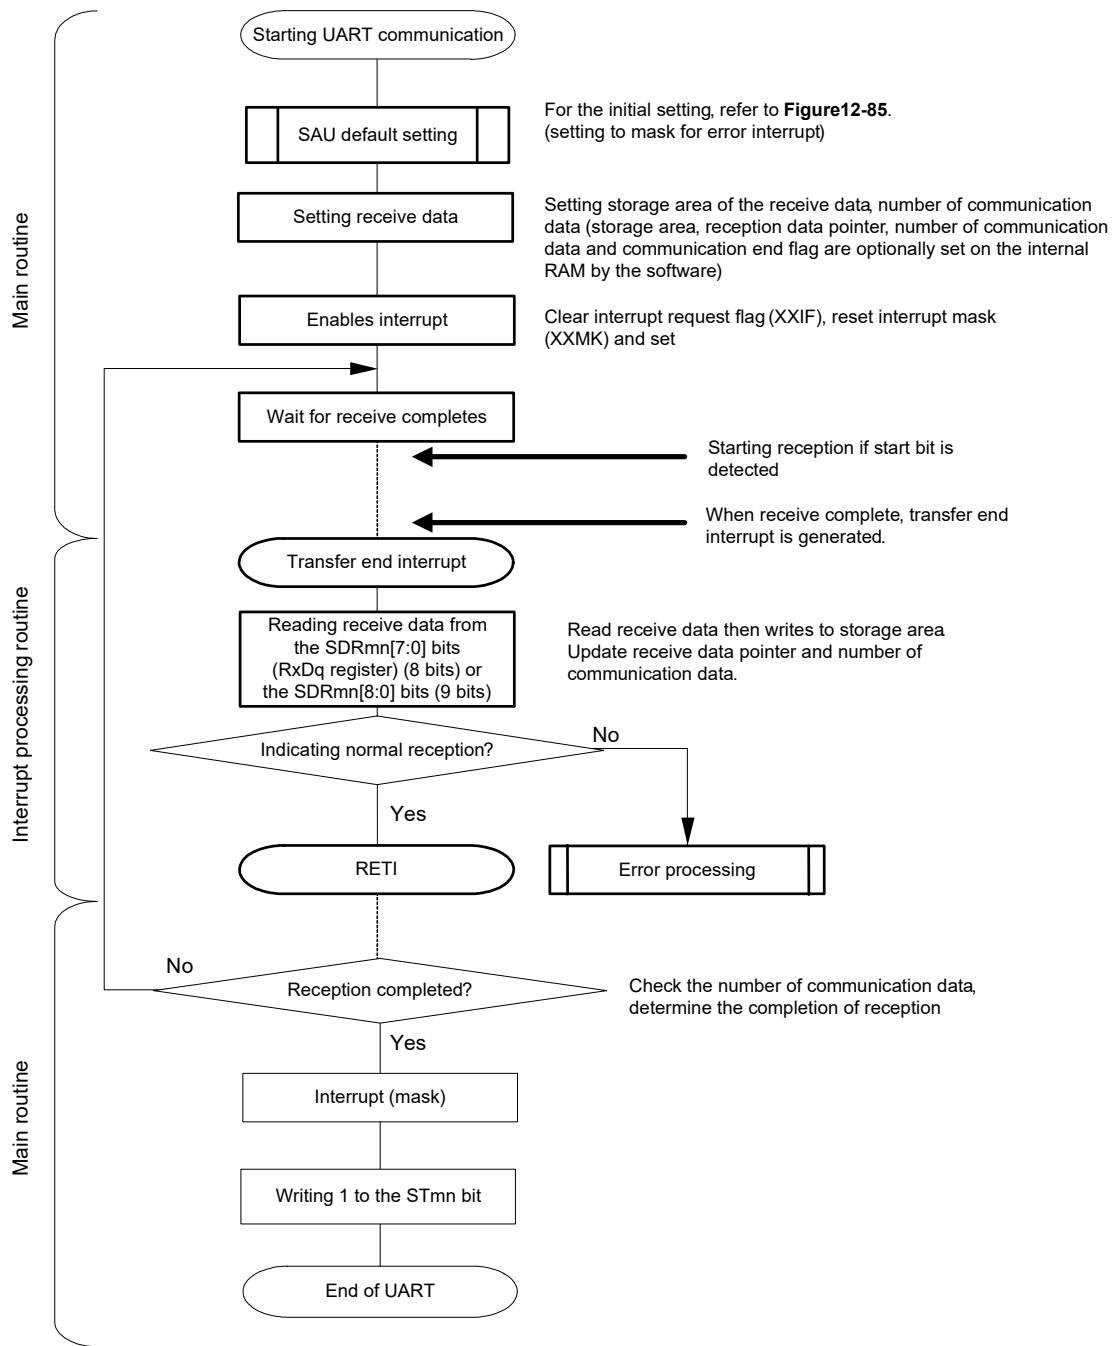 Starting UART communication
SAU default setting
For the initial setting, refer to Figure12-85.
(setting to mask for error interrupt)
Setting receive data
Setting storage area of the receive data, number of communication
data (storage area, reception data pointer, number of communication
data and communication end flag are optionally set on the internal
RAM by the software)
Main routine
Enables interrupt
Clear interrupt request flag (XXIF), reset interrupt mask
(XXMK) and set
Wait for receive completes
Starting reception if start bit is
detected
When receive complete, transfer end
interrupt is generated.
Transfer end interrupt
Reading receive data from
the SDRmn[7:0] bits
(RxDq register) (8 bits) or
the SDRmn[8:0] bits (9 bits)
Read receive data then writes to storage area.
Update receive data pointer and number of
communication data.
Interrupt processing routine
Indicating normal reception?
No
Yes
RETI
Error processing
No
Reception completed?
Check the number of communication data,
determine the completion of reception
Yes
Main routine
Interrupt (mask)
Writing 1 to the STmn bit
End of UART